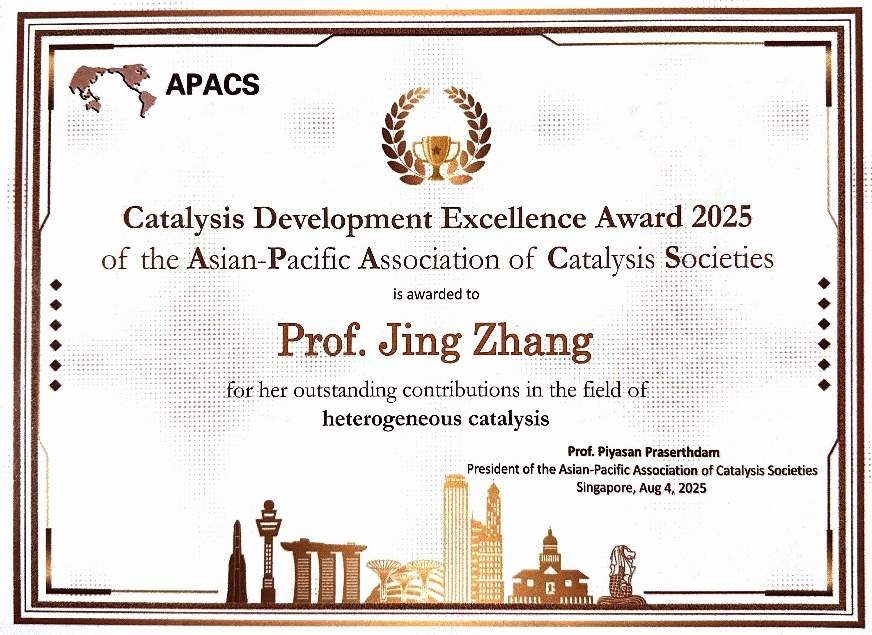 APACS
Catalysis Development Excellence Award 2025
of the Asian-Pacific Association of Catalysis Societies
is awarded to
Prof. Jing Zhang
for her outstanding contributions in the field of
heterogeneous catalysis
Prof. Piyasan Praserthdam
President of the Asian-Pacific Association of Catalysis Societies
Singapore, Aug 4, 2025